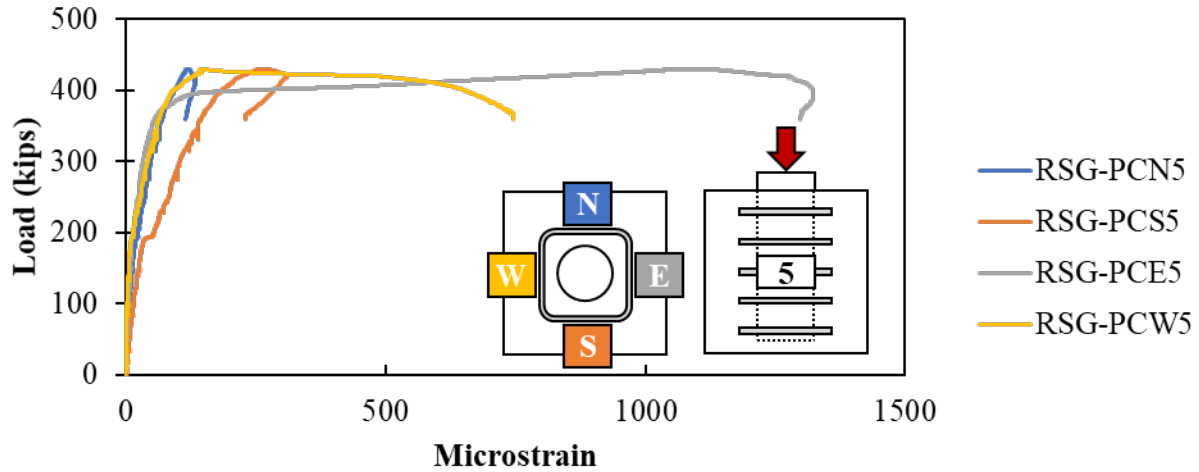 500
400
300
200
100
0
Load (kips)
0
500
1000
1500
Microstrain
N
W
E
S
5
RSG-PCN5
RSG-PCS5
RSG-PCE5
RSG-PCW5